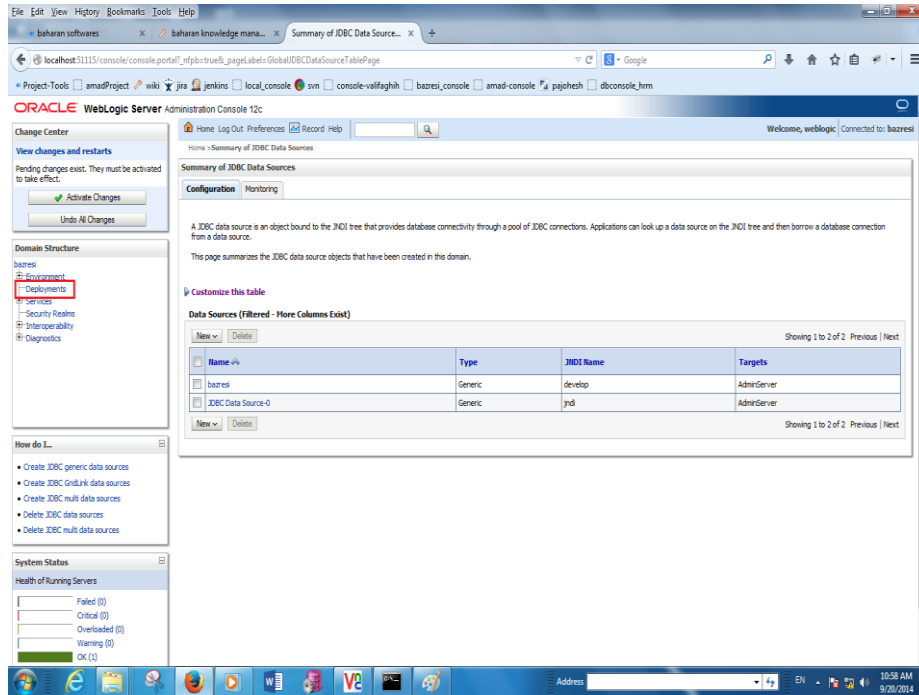 File Edit View History Bookmarks Tools Help
baharan softwares
baharan knowledge mana...
Summary of JDBC Data Source...
localhost:51115/console/console.portal?_nfpb=true&_pageLabel=GlobalJDBCDataSourceTablePage
Google
Project-Tools amadProject wiki jira jenkins local_console svn console-valifaghih bazresi_console amad-console pajohesh dbconsole_hrm
ORACLE WebLogic Server Administration Console 12c
Change Center
View changes and restarts
Pending changes exist. They must be activated
to take effect.
Activate Changes
Undo All Changes
Domain Structure
bazresi
Environment
Deployments
Services
Security Realms
Interoperability
Diagnostics
How do I...
Create JDBC generic data sources
Create JDBC GridLink data sources
Create JDBC multi data sources
Delete JDBC data sources
Delete JDBC multi data sources
System Status
Health of Running Servers
Failed (0)
Critical (0)
Overloaded (0)
Warning (0)
OK (1)
Home Log Out Preferences Record Help
Welcome, weblogic Connected to: bazresi
Home >Summary of JDBC Data Sources
Summary of JDBC Data Sources
Configuration Monitoring
A JDBC data source is an object bound to the JNDI tree that provides database connectivity through a pool of JDBC connections. Applications can look up a data source on the JNDI tree and then borrow a database connection
from a data source.
This page summarizes the JDBC data source objects that have been created in this domain.
Customize this table
Data Sources (Filtered - More Columns Exist)
New Delete
Showing 1 to 2 of 2 Previous | Next
Name Type JNDI Name Targets
bazresi Generic develop AdminServer
JDBC Data Source-0 Generic jndi AdminServer
New Delete
Showing 1 to 2 of 2 Previous | Next
Address
EN
10:58 AM
9/20/2014